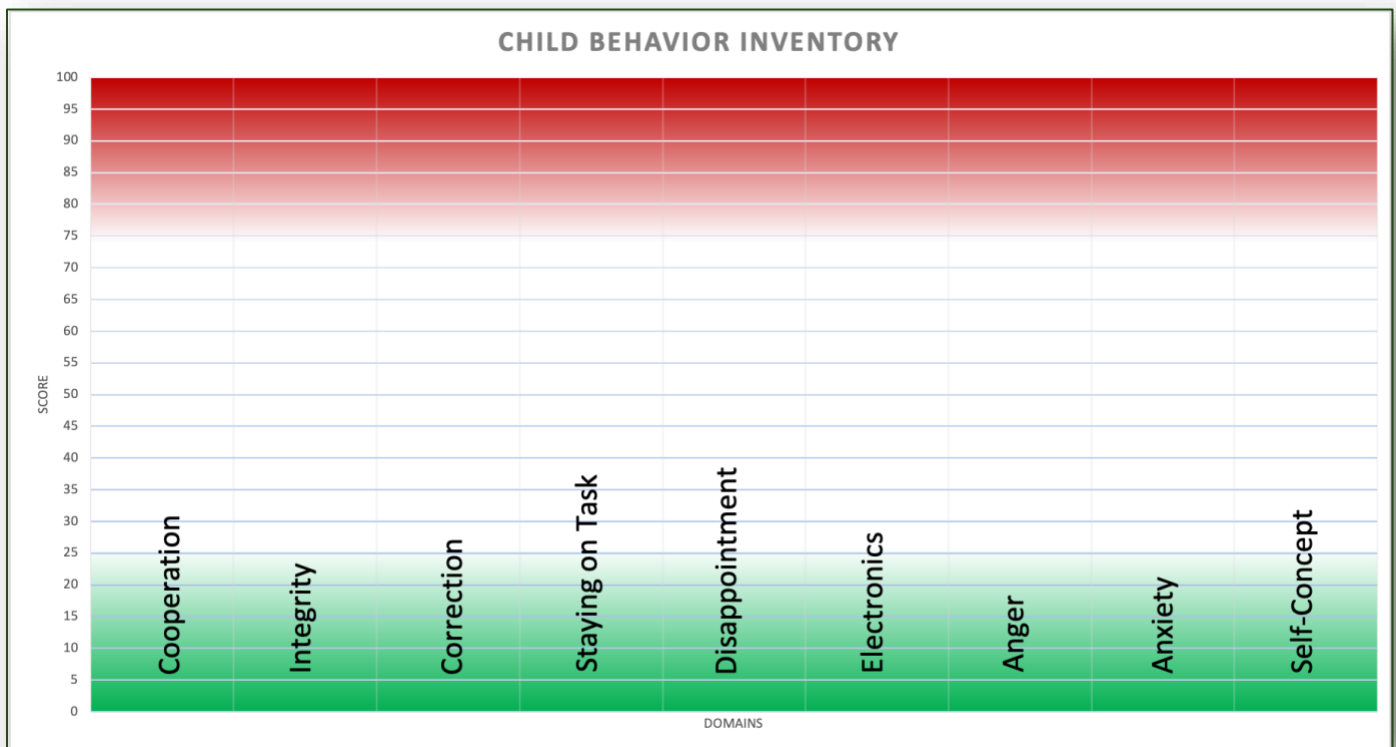 CHILD BEHAVIOR INVENTORY
100
95
90
85
80
75
70
65
60
55
50
45
40
35
30
25
20
15
10
5
0
SCORE
Cooperation
Integrity
Correction
Staying on Task
Disappointment
Electronics
Anger
Anxiety
Self-Concept
DOMAINS